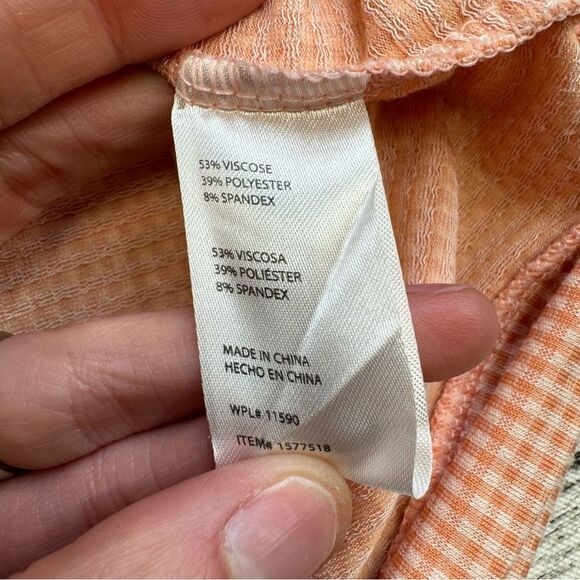 53% VISCOSE
39% POLYESTER
8% SPANDEX
53% VISCOSA
39% POLIÉSTER
8% SPANDEX
MADE IN CHINA
HECHO EN CHINA
WPL# 11590
ITEM# 1577518